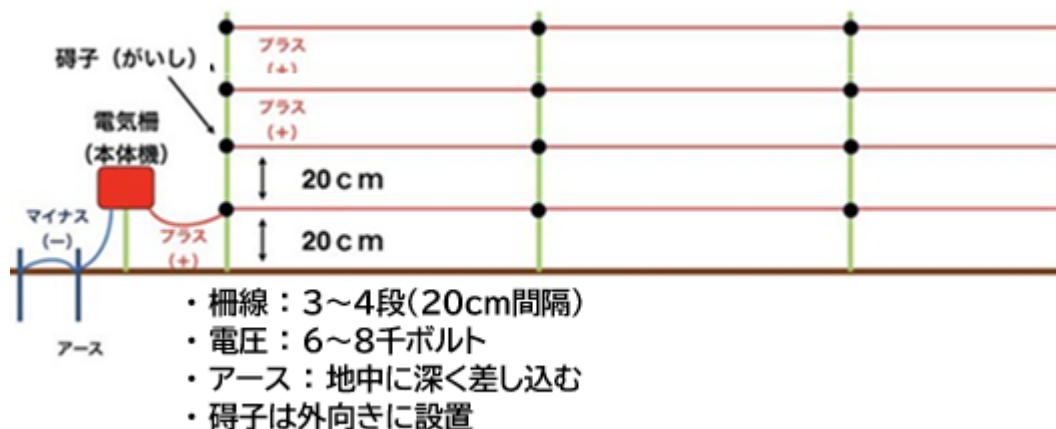 プラス
(+)
碍子（がいし）
プラス
(+)
電気柵
(本体機)
20cm
マイナス
(ー)
プラス
(+)
20cm
アース
・柵線：3～4段(20cm間隔)
・電圧：6～8千ボルト
・アース：地中に深く差し込む
・碍子は外向きに設置